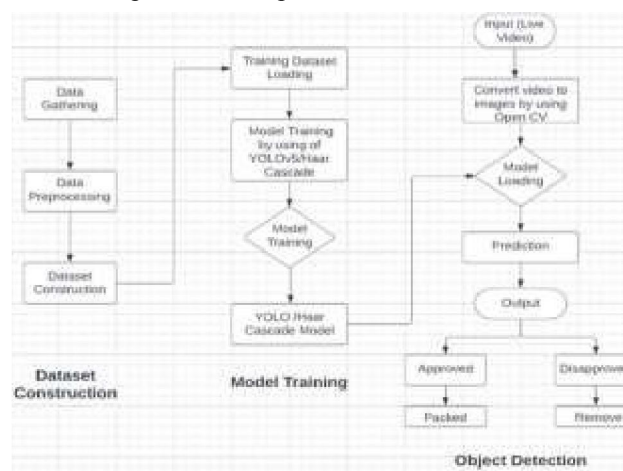 Data
Gathering
Data
Preprocessing
Dataset
Construction
Dataset
Construction
Training Dataset
Loading
Model Training
by using of
YOLOv5/Haar
Cascade
Model
Training
YOLO /Haar
Cascade Model
Model Training
Input (Live
Video)
Convert video to
images by using
Open CV
Model
Loading
Prediction
Output
Approved
Disapprove
Packed
Remove
Object Detection